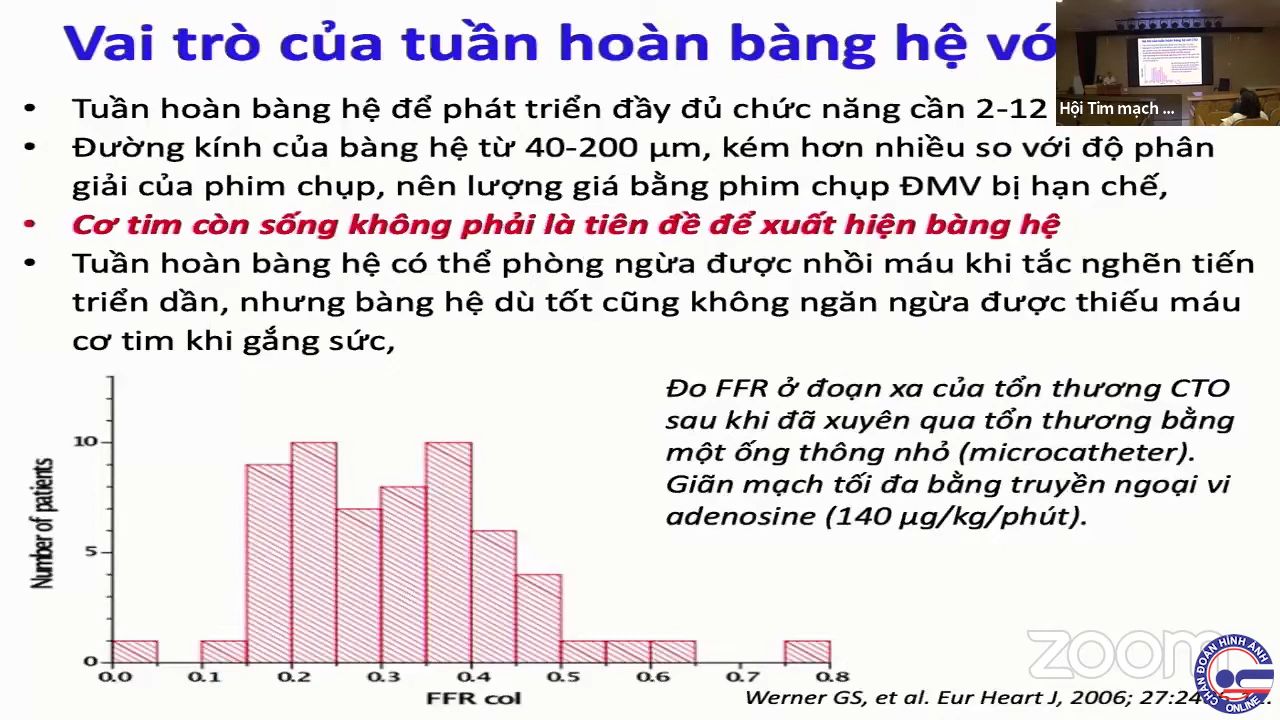 Vai trò của tuần hoàn bàng hệ vớ
Hội Tim mạch ...
• Tuần hoàn bàng hệ để phát triển đầy đủ chức năng cần 2-12
• Đường kính của bàng hệ từ 40-200 µm, kém hơn nhiều so với độ phân
giải của phim chụp, nên lượng giá bằng phim chụp ĐMV bị hạn chế,
• Cơ tim còn sống không phải là tiên đề để xuất hiện bàng hệ
• Tuần hoàn bàng hệ có thể phòng ngừa được nhồi máu khi tắc nghẽn tiến
triển dần, nhưng bàng hệ dù tốt cũng không ngăn ngừa được thiếu máu
cơ tim khi gắng sức,
Đo FFR ở đoạn xa của tổn thương CTO
sau khi đã xuyên qua tổn thương bằng
một ống thông nhỏ (microcatheter).
Giãn mạch tối đa bằng truyền ngoại vi
adenosine (140 µg/kg/phút).
Number of patients
10
5
0
0.0 0.1 0.2 0.3 0.4 0.5 0.6 0.7 0.8
FFR col
zoom
CHẨN ĐOÁN HÌNH ẢNH
ONLINE
Werner GS, et al. Eur Heart J, 2006; 27:24